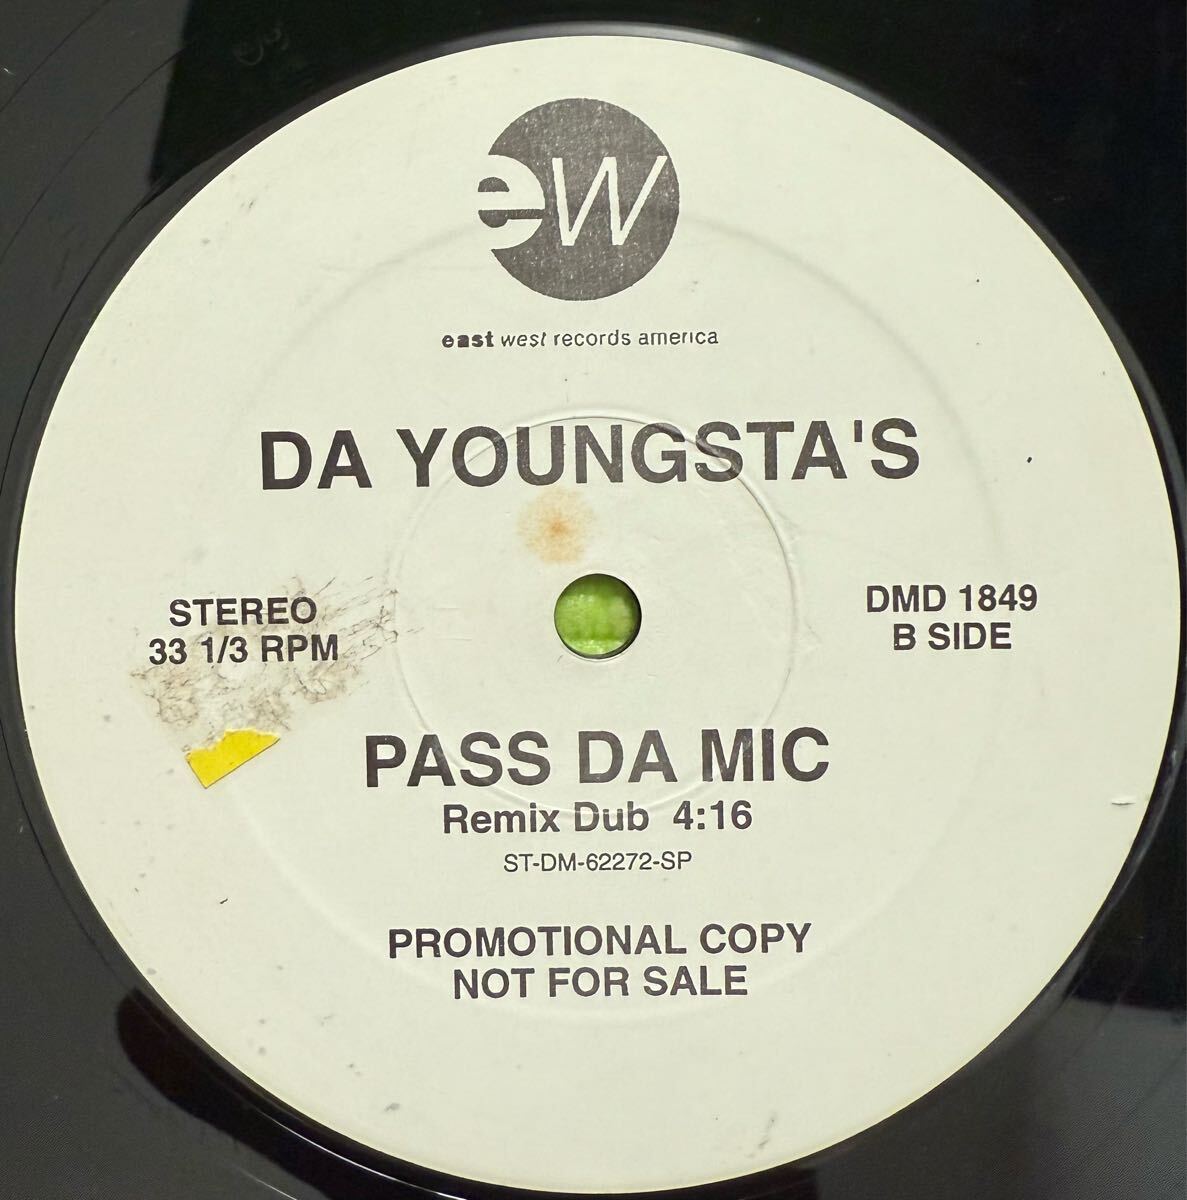 ew
east west records america
DA YOUNGSTA'S
STEREO
33 1/3 RPM
DMD 1849
B SIDE
PASS DA MIC
Remix Dub 4:16
ST-DM-62272-SP
PROMOTIONAL COPY
NOT FOR SALE